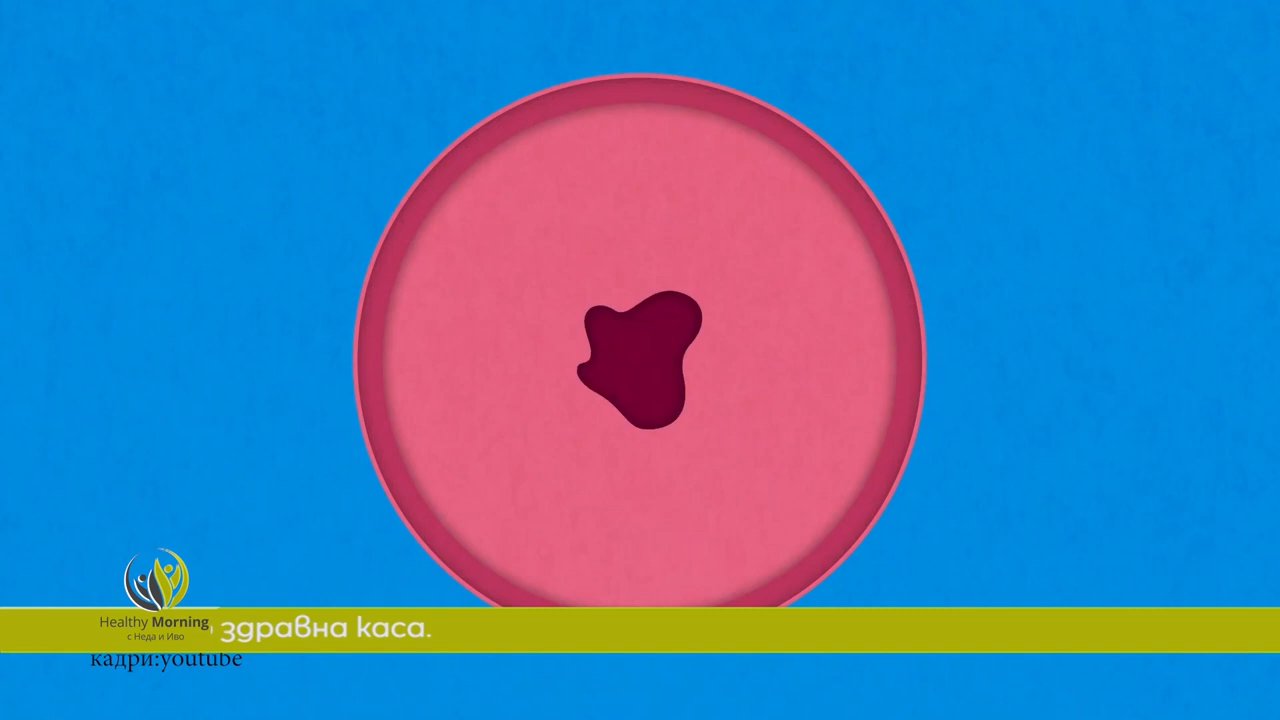 здравна каса.
Healthy Morning
с Неда и Иво
кадри:youtube